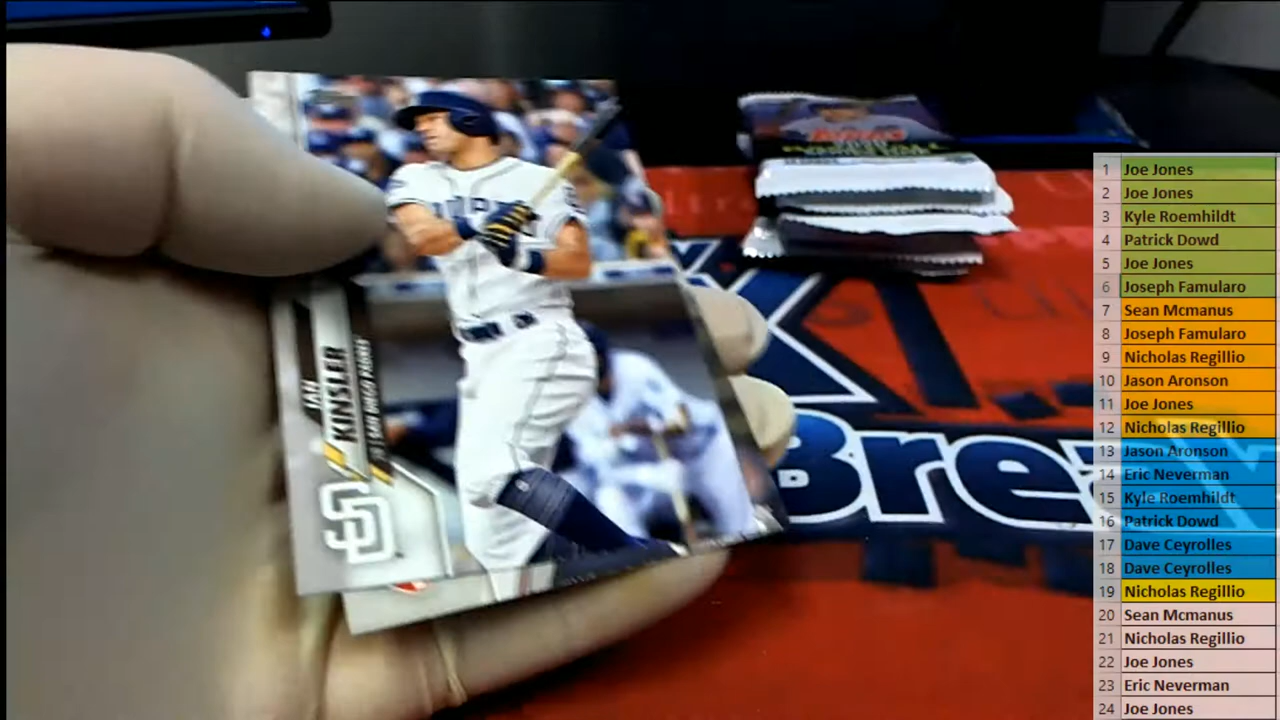 IAN
KINSLER
SAN DIEGO PADRES
SD
Brea
1 Joe Jones
2 Joe Jones
3 Kyle Roemhildt
4 Patrick Dowd
5 Joe Jones
6 Joseph Famularo
7 Sean Mcmanus
8 Joseph Famularo
9 Nicholas Regillio
10 Jason Aronson
11 Joe Jones
12 Nicholas Regillio
13 Jason Aronson
14 Eric Neverman
15 Kyle Roemhildt
16 Patrick Dowd
17 Dave Ceyrolles
18 Dave Ceyrolles
19 Nicholas Regillio
20 Sean Mcmanus
21 Nicholas Regillio
22 Joe Jones
23 Eric Neverman
24 Joe Jones